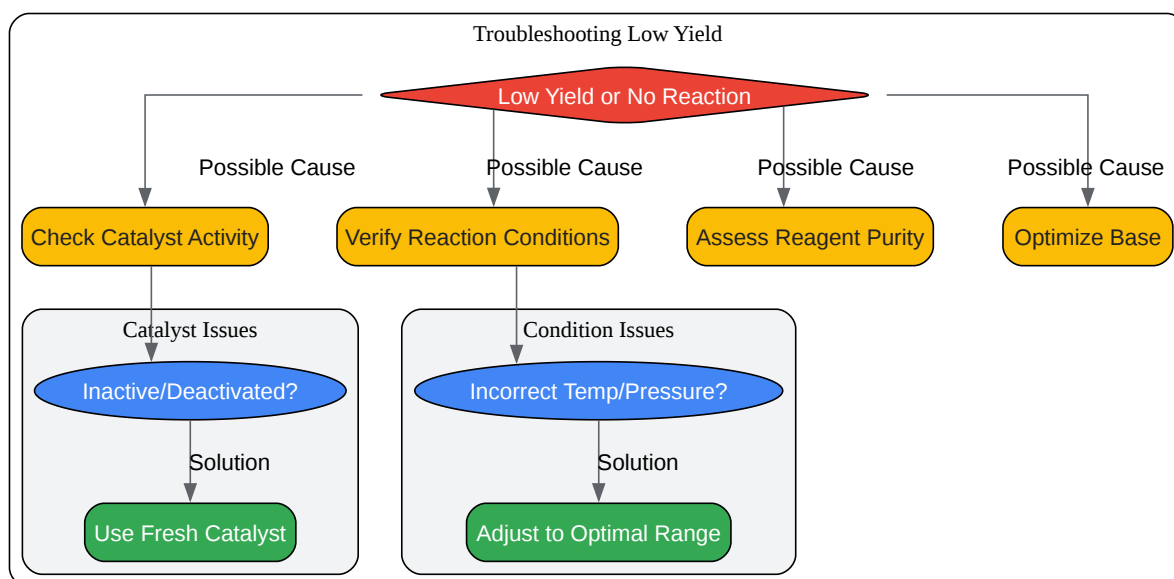 Troubleshooting Low Yield
Low Yield or No Reaction
Possible Cause
Possible Cause
Possible Cause
Possible Cause
Check Catalyst Activity
Verify Reaction Conditions
Assess Reagent Purity
Optimize Base
Catalyst Issues
Condition Issues
Inactive/Deactivated?
Incorrect Temp/Pressure?
Solution
Solution
Use Fresh Catalyst
Adjust to Optimal Range